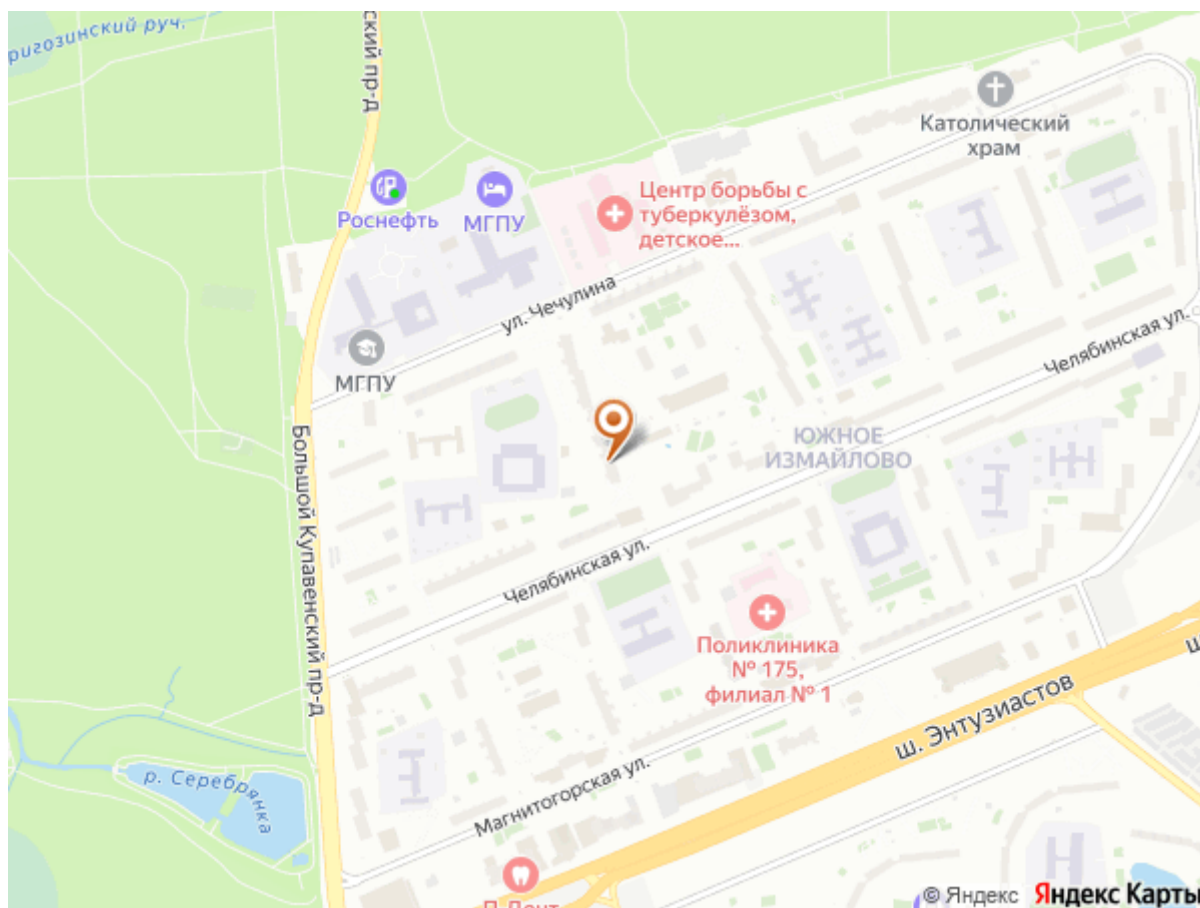 ригозинский руч.
ский пр-д
Католический
храм
Центр борьбы с
туберкулёзом,
детское...
Роснефть
МГПУ
ул. Чечулина
Челябинская ул.
МГПУ
ЮЖНОЕ
ИЗМАЙЛОВО
Большой Купавенский пр-д
Челябинская ул.
Поликлиника
№ 175,
филиал № 1
ш. Энтузиастов
ш.
р. Серебрянка
Магнитогорская ул.
© Яндекс Яндекс Карты